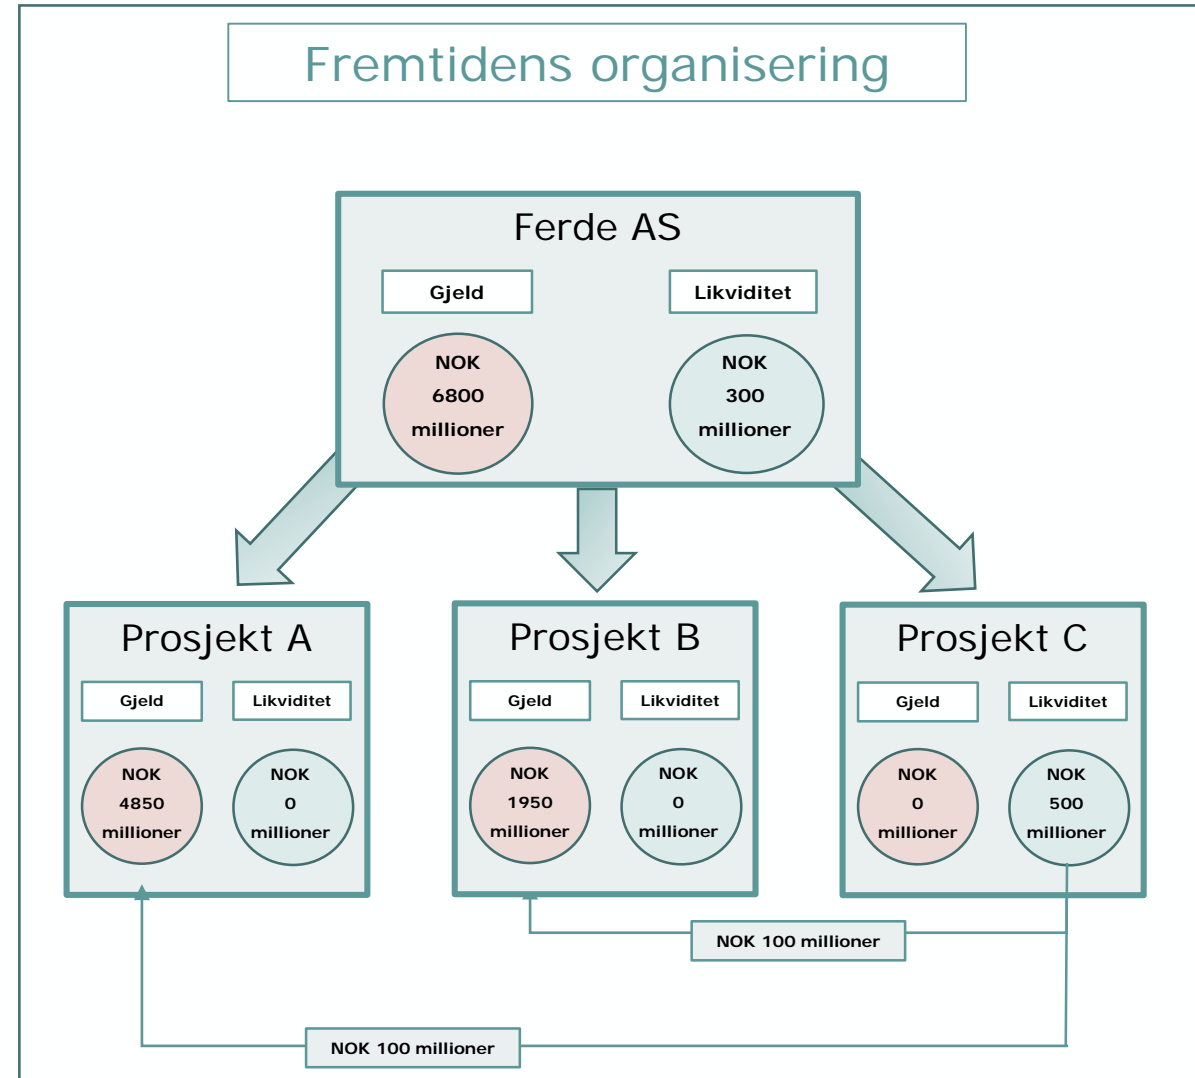 Fremtidens organisering
Ferde AS
Gjeld
Likviditet
NOK
6800
millioner
NOK
300
millioner
Prosjekt A
Gjeld
Likviditet
NOK
4850
millioner
NOK
0
millioner
Prosjekt B
Gjeld
Likviditet
NOK
1950
millioner
NOK
0
millioner
Prosjekt C
Gjeld
Likviditet
NOK
0
millioner
NOK
500
millioner
NOK 100 millioner
NOK 100 millioner